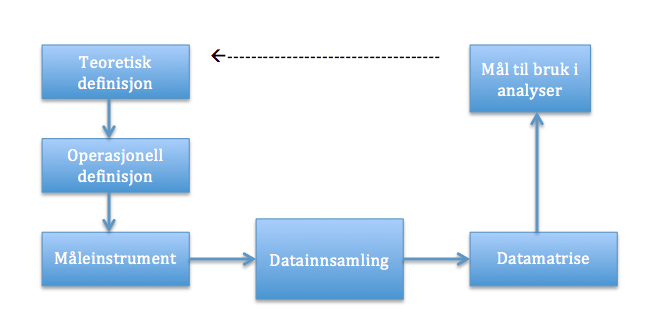 Teoretisk
definisjon
Mål til bruk i
analyser
Operasjonell
definisjon
Måleinstrument
Datainnsamling
Datamatrise